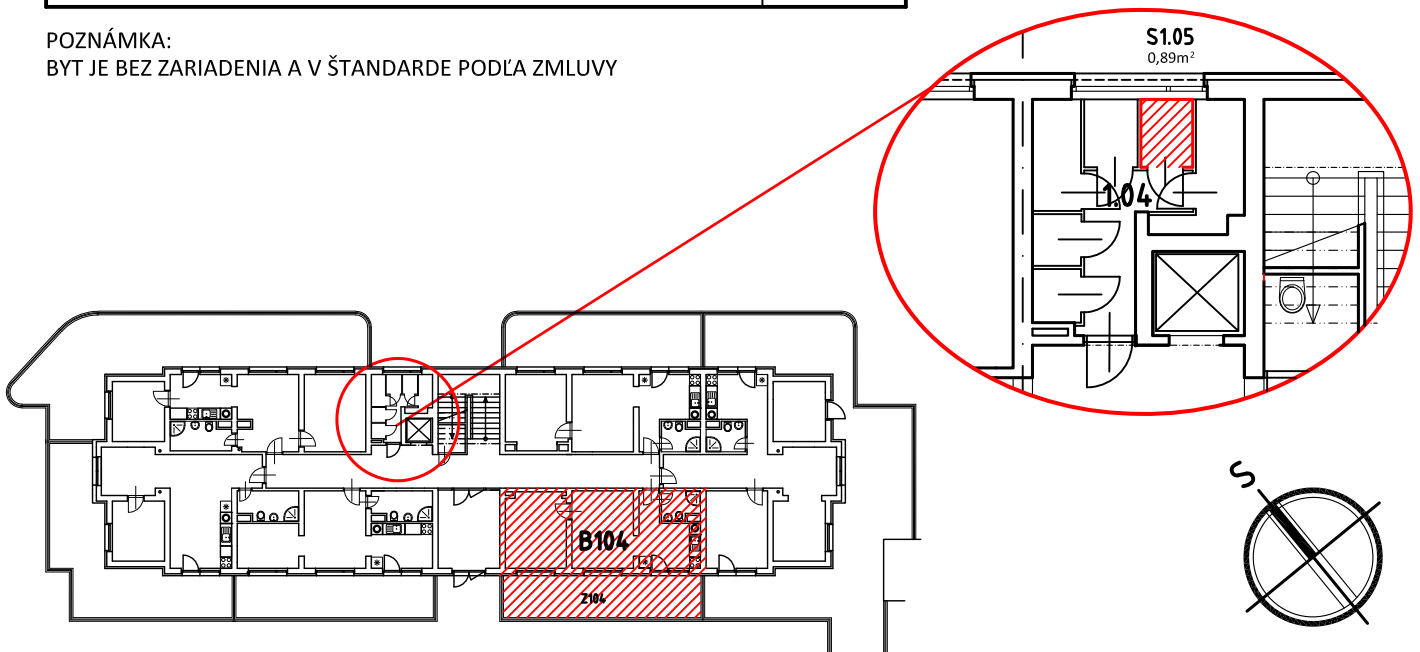 POZNÁMKA:
BYT JE BEZ ZARIADENIA A V ŠTANDARDE PODĽA ZMLUVY
S1.05
0,89m²
1.04
B104
Z104
S